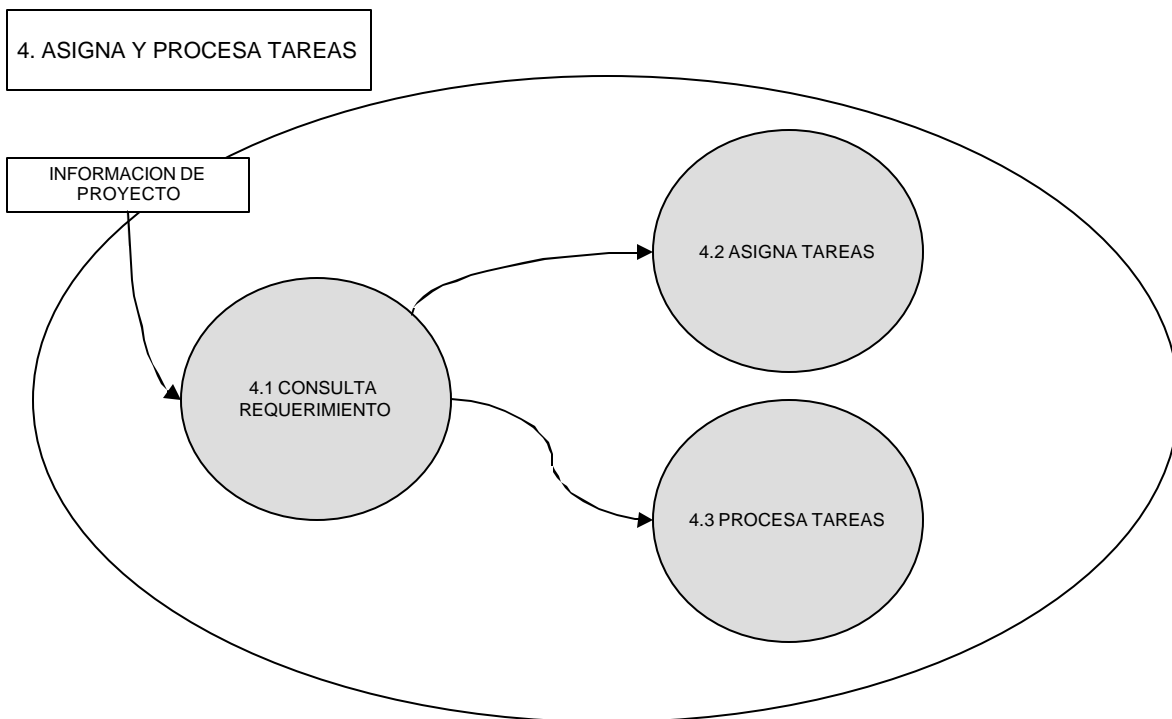 4. ASIGNA Y PROCESA TAREAS
INFORMACION DE
PROYECTO
4.2 ASIGNA TAREAS
4.1 CONSULTA
REQUERIMIENTO
4.3 PROCESA TAREAS